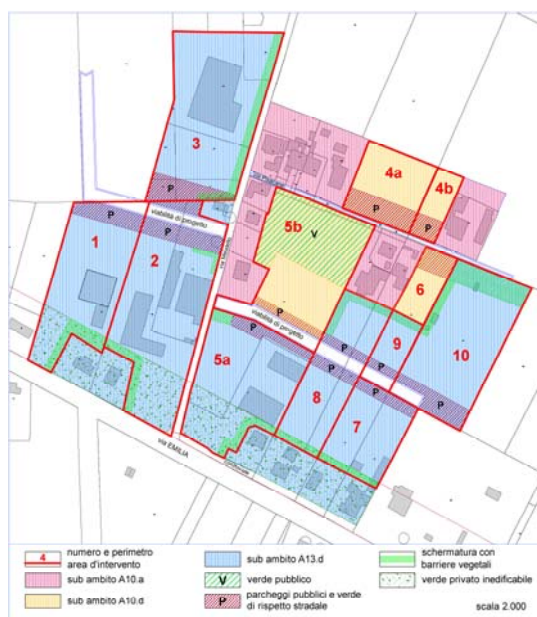 3
P
4a
4b
P
P
viabilità di progetto
P
P
1
2
5b
V
6
P
viabilità di progetto
P
9
10
5a
P
P
P
P
8
7
via EMILIA
4
numero e perimetro
area d'intervento
sub ambito A10.a
sub ambito A10.d
sub ambito A13.d
V
verde pubblico
P
parcheggi pubblici e verde
di rispetto stradale
schermatura con
barriere vegetali
verde privato inedificabile
scala 2.000